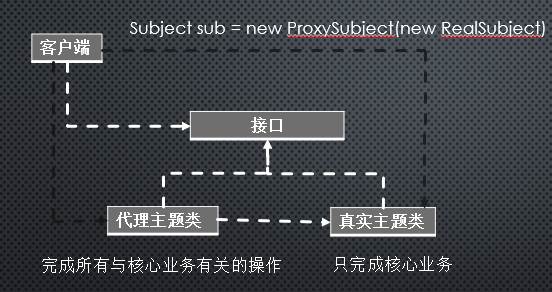 Subject sub = new ProxySubject(new RealSubject)
客户端
接口
代理主题类
真实主题类
完成所有与核心业务有关的操作
只完成核心业务